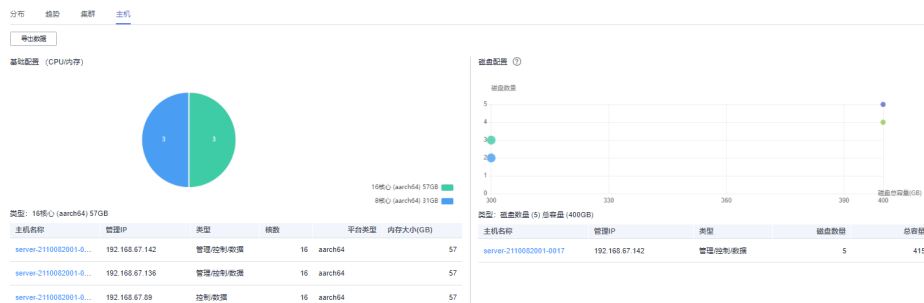 分布 趋势 集群 主机
导出数据
基础配置 (CPU/内存)
3 3
16核心 (aarch64) 57GB
8核心 (aarch64) 31GB
类型: 16核心 (aarch64) 57GB
主机名称 管理IP 类型 核数 平台类型 内存大小(GB)
server-2110082001-0... 192.168.67.142 管理/控制/数据 16 aarch64 57
server-2110082001-0... 192.168.67.136 管理/控制/数据 16 aarch64 57
server-2110082001-0... 192.168.67.89 控制/数据 16 aarch64 57
磁盘配置 ?
磁盘数量
5
4
3
2
1
0
300 330 360 390 400
磁盘总容量(GB)
类型: 磁盘数量 (5) 总容量 (400GB)
主机名称 管理IP 类型 磁盘数量 总容量
server-2110082001-0017 192.168.67.142 管理/控制/数据 5 415